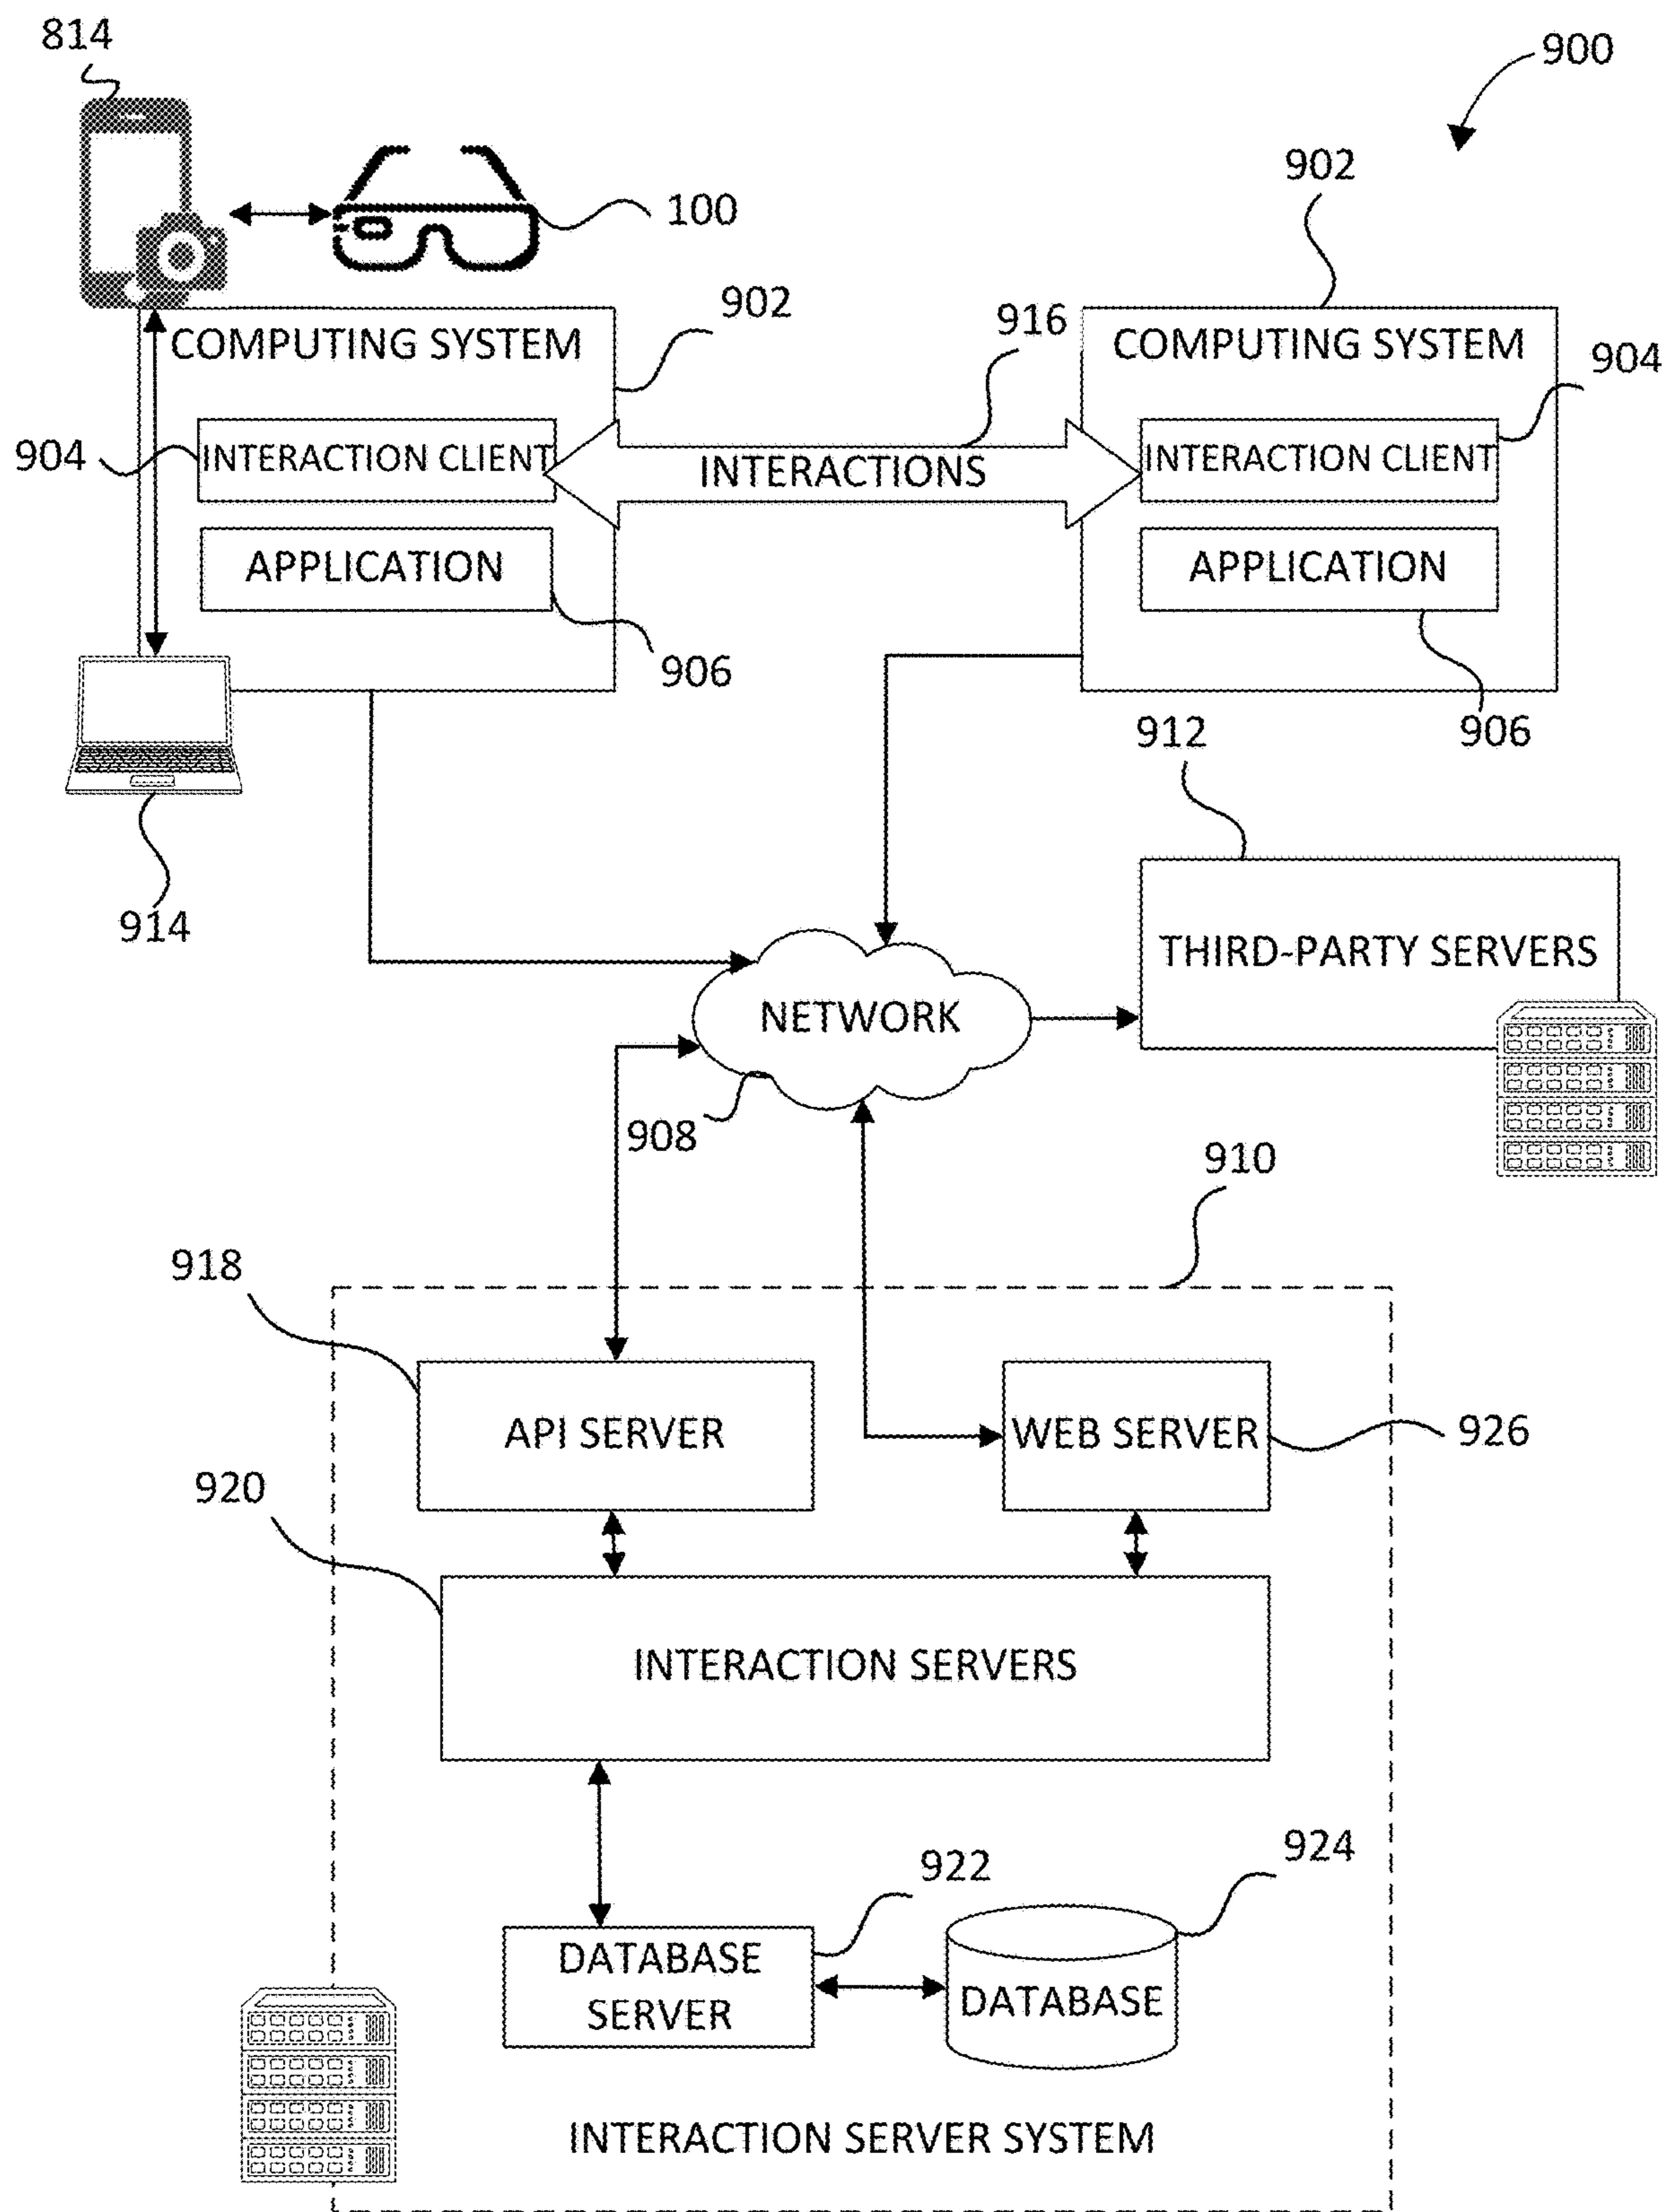 814
900
902
100
902
916
COMPUTING SYSTEM
COMPUTING SYSTEM
904
904
INTERACTION CLIENT
INTERACTIONS
INTERACTION CLIENT
APPLICATION
APPLICATION
906
906
912
914
THIRD-PARTY SERVERS
NETWORK
908
910
918
API SERVER
WEB SERVER
926
920
INTERACTION SERVERS
922
924
DATABASE
SERVER
DATABASE
INTERACTION SERVER SYSTEM